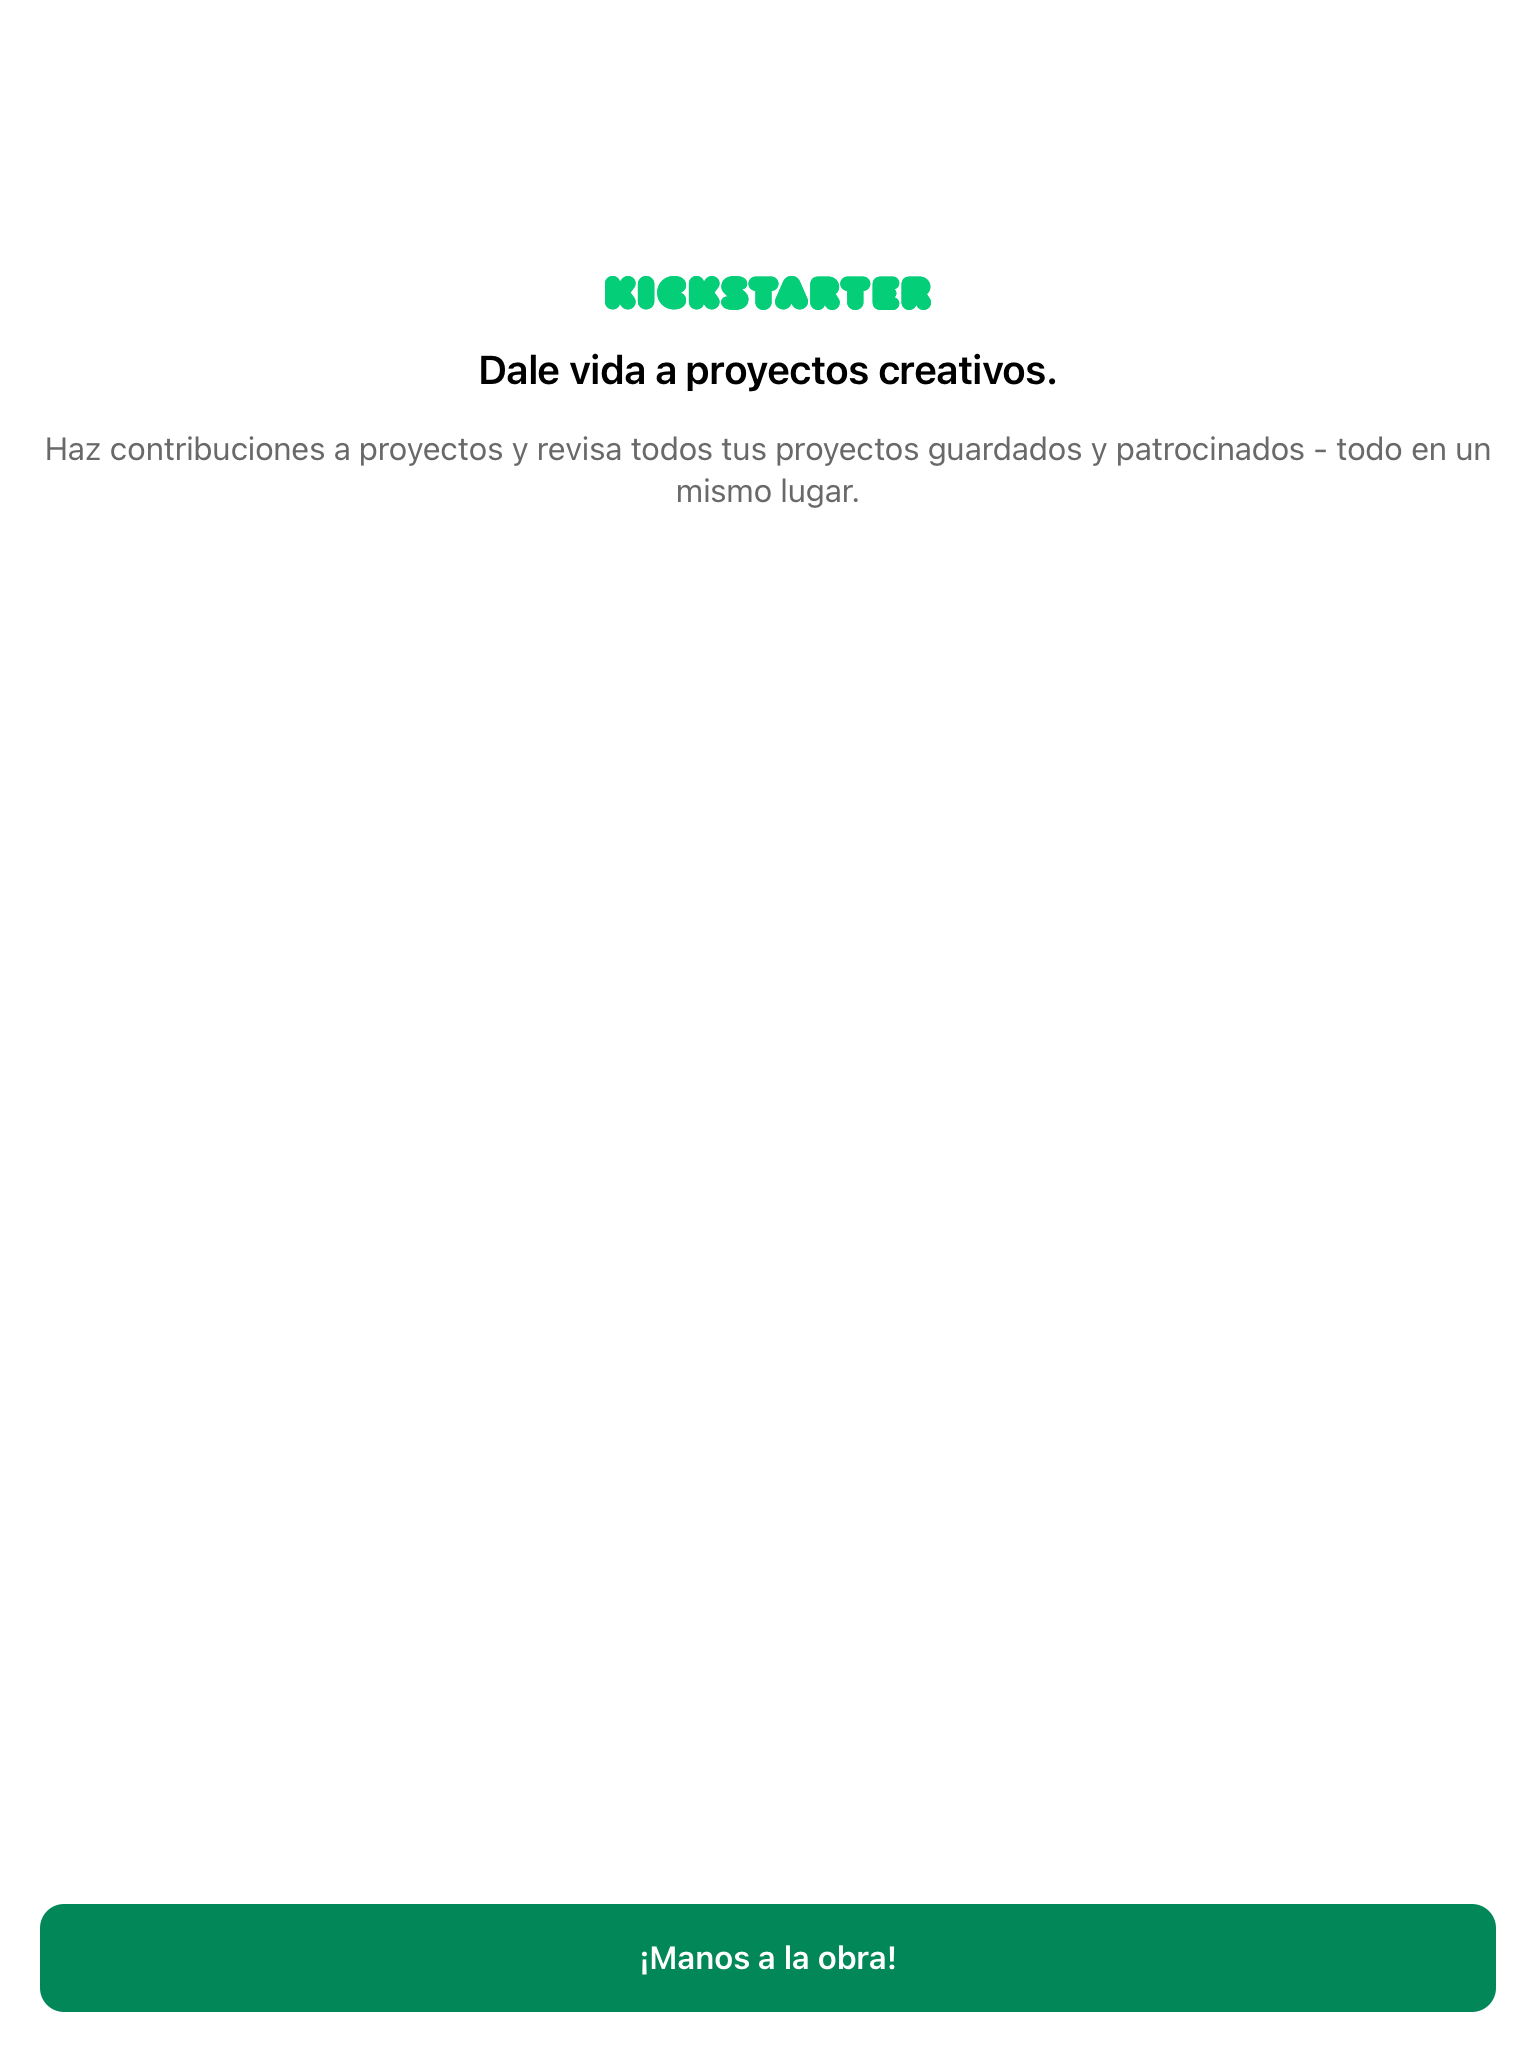 KICKSTARTER
Dale vida a proyectos creativos.
Haz contribuciones a proyectos y revisa todos tus proyectos guardados y patrocinados - todo en un
mismo lugar.
¡Manos a la obra!